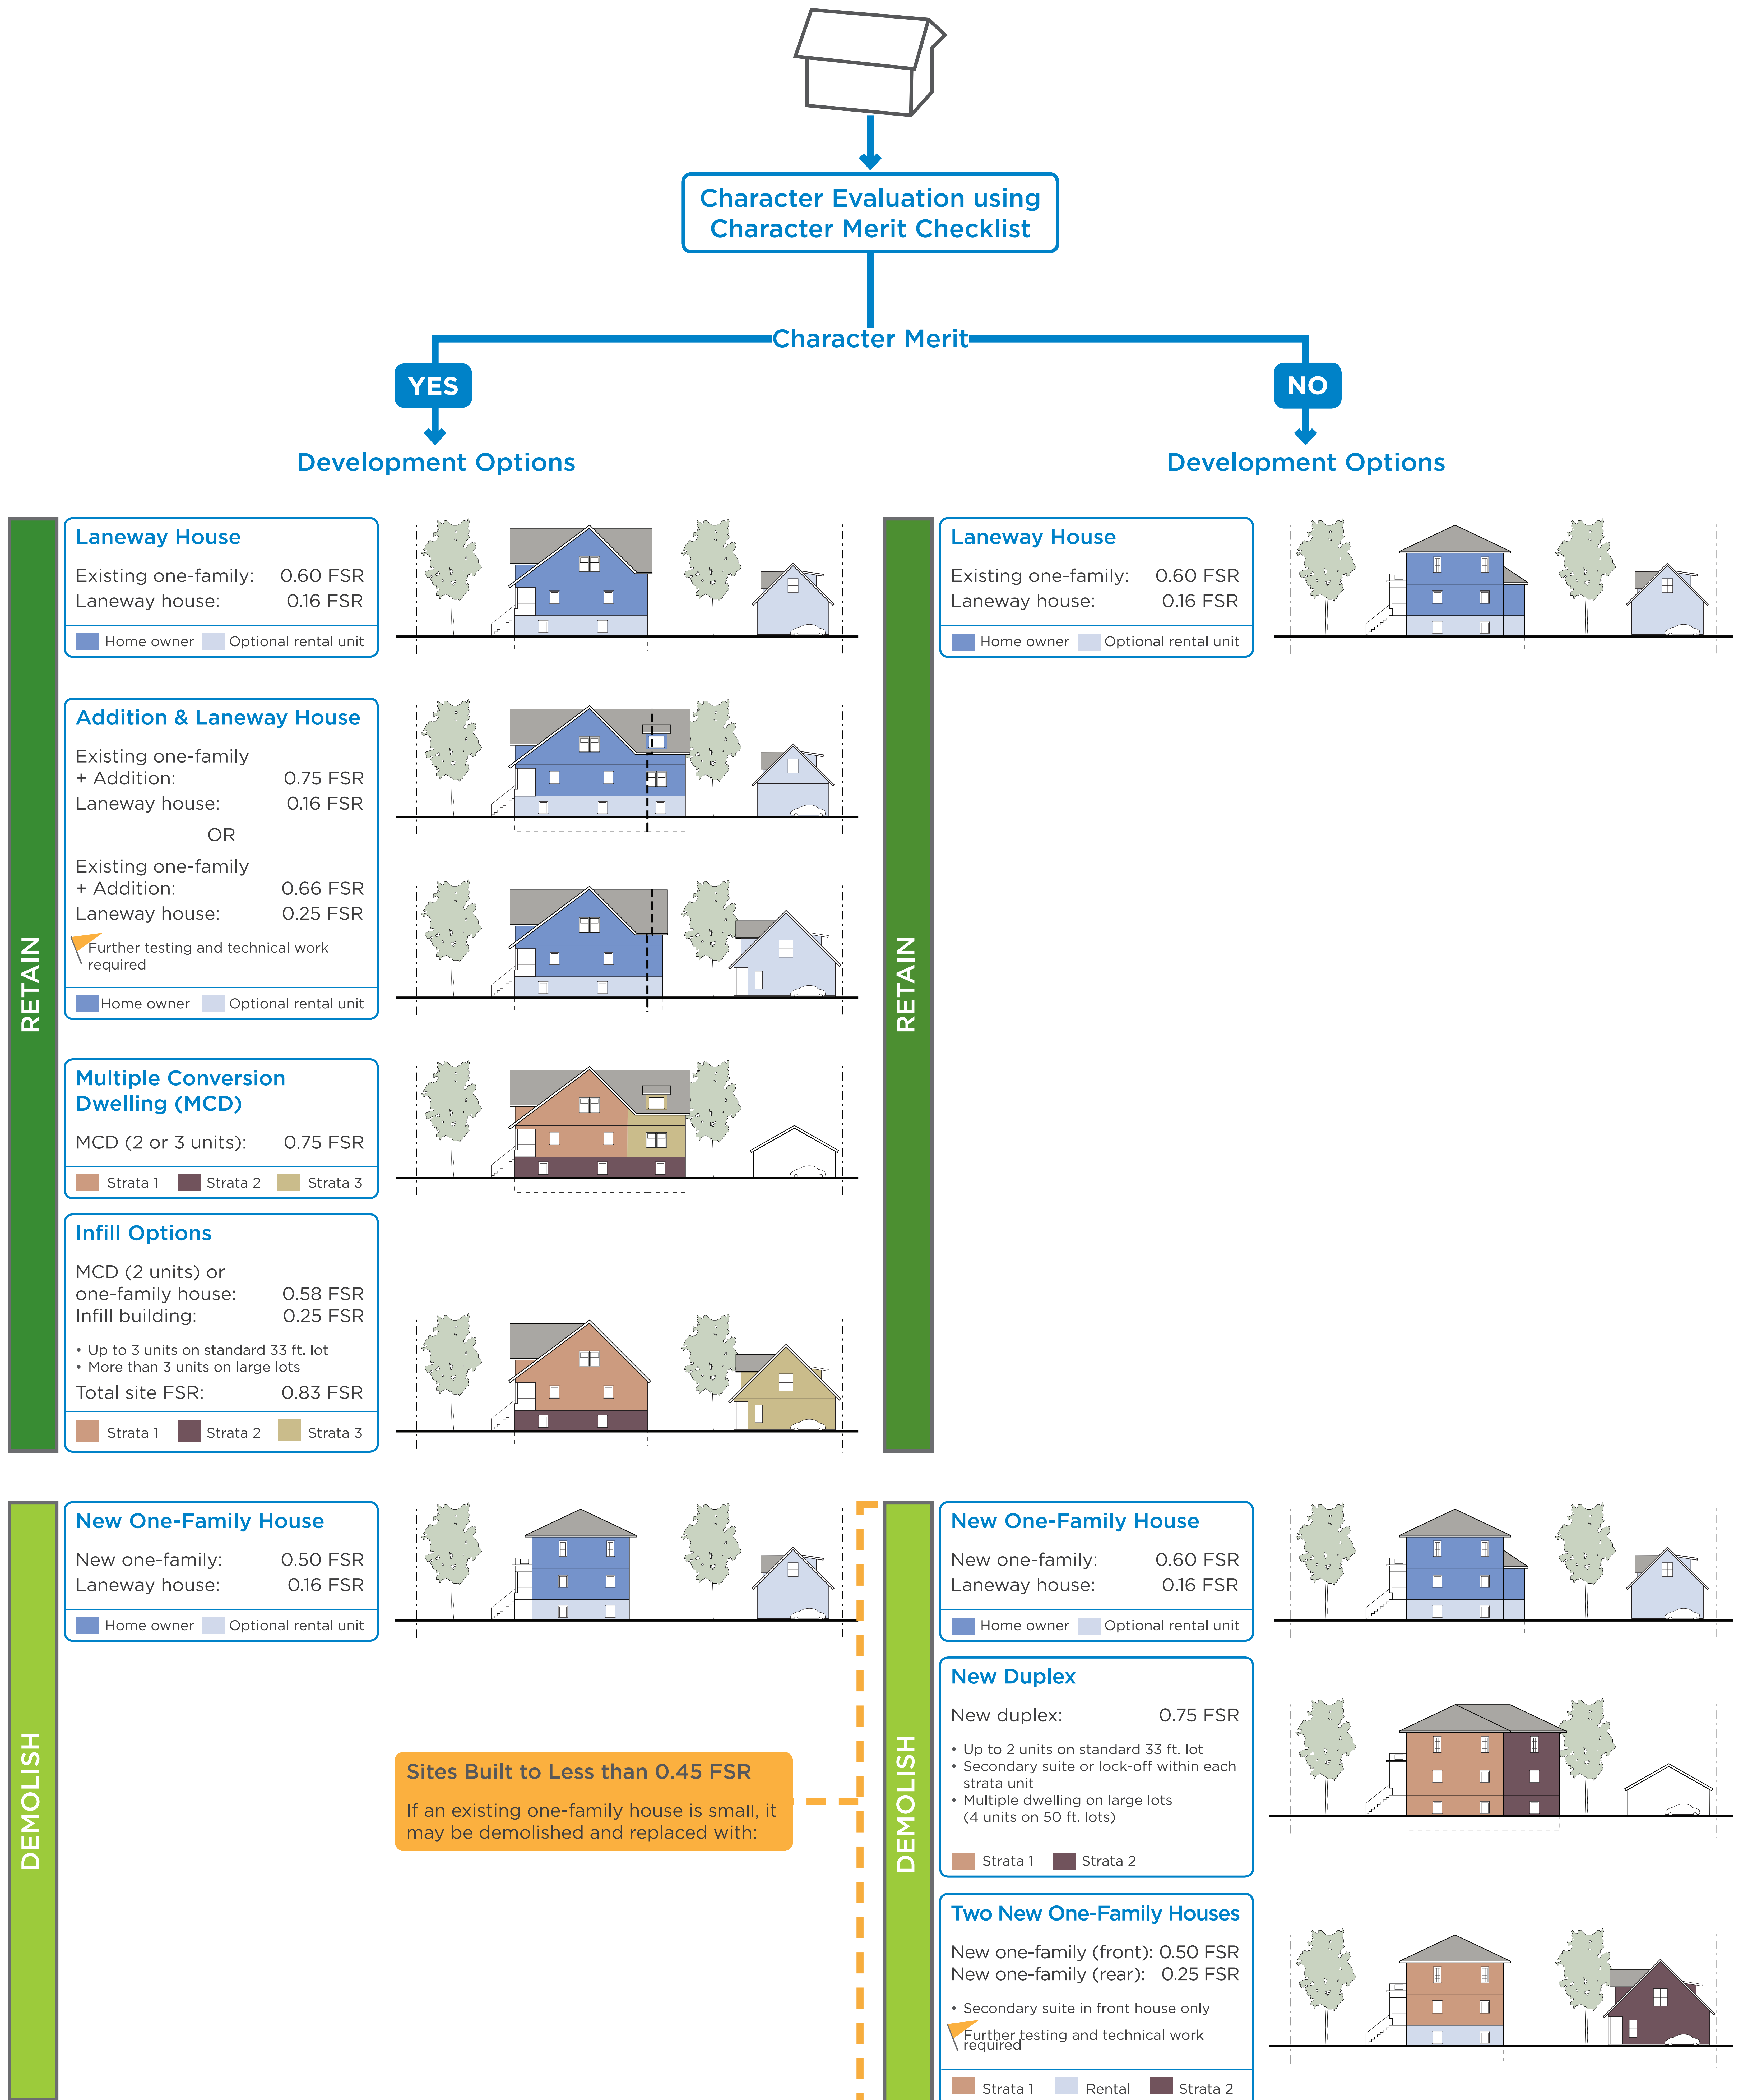 Character Evaluation using
Character Merit Checklist
Character Merit
YES
NO
Development Options
Development Options
RETAIN
Laneway House
Existing one-family: 0.60 FSR
Laneway house: 0.16 FSR
Home owner Optional rental unit
Addition & Laneway House
Existing one-family
+ Addition: 0.75 FSR
Laneway house: 0.16 FSR
OR
Existing one-family
+ Addition: 0.66 FSR
Laneway house: 0.25 FSR
Further testing and technical work
required
Home owner Optional rental unit
Multiple Conversion
Dwelling (MCD)
MCD (2 or 3 units): 0.75 FSR
Strata 1 Strata 2 Strata 3
Infill Options
MCD (2 units) or
one-family house: 0.58 FSR
Infill building: 0.25 FSR
• Up to 3 units on standard 33 ft. lot
• More than 3 units on large lots
Total site FSR: 0.83 FSR
Strata 1 Strata 2 Strata 3
RETAIN
Laneway House
Existing one-family: 0.60 FSR
Laneway house: 0.16 FSR
Home owner Optional rental unit
DEMOLISH
New One-Family House
New one-family: 0.50 FSR
Laneway house: 0.16 FSR
Home owner Optional rental unit
Sites Built to Less than 0.45 FSR
If an existing one-family house is small, it
may be demolished and replaced with:
DEMOLISH
New One-Family House
New one-family: 0.60 FSR
Laneway house: 0.16 FSR
Home owner Optional rental unit
New Duplex
New duplex: 0.75 FSR
• Up to 2 units on standard 33 ft. lot
• Secondary suite or lock-off within each
strata unit
• Multiple dwelling on large lots
(4 units on 50 ft. lots)
Strata 1 Strata 2
Two New One-Family Houses
New one-family (front): 0.50 FSR
New one-family (rear): 0.25 FSR
• Secondary suite in front house only
Further testing and technical work
required
Strata 1 Rental Strata 2